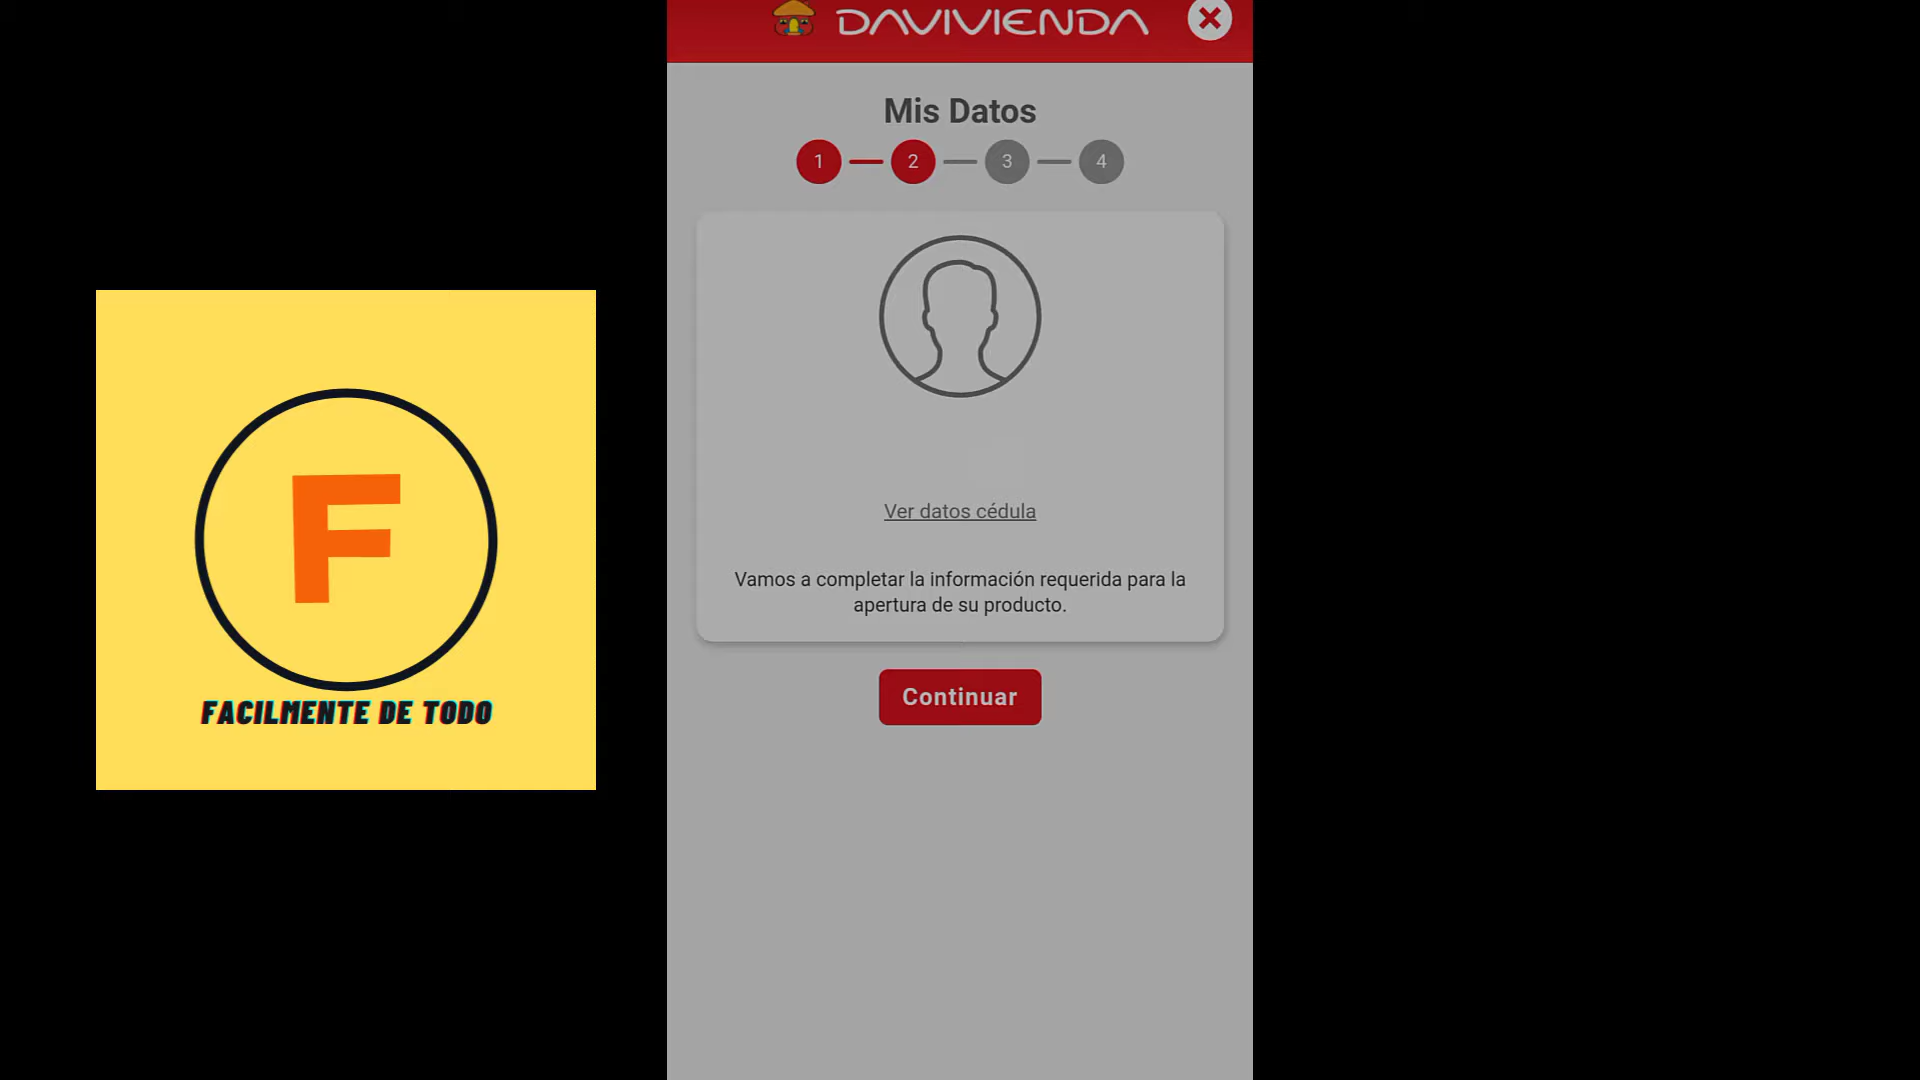 DAVIVIENDA
Mis Datos
1 2 3 4
Ver datos cédula
Vamos a completar la información requerida para la
apertura de su producto.
Continuar
F
FACILMENTE DE TODO